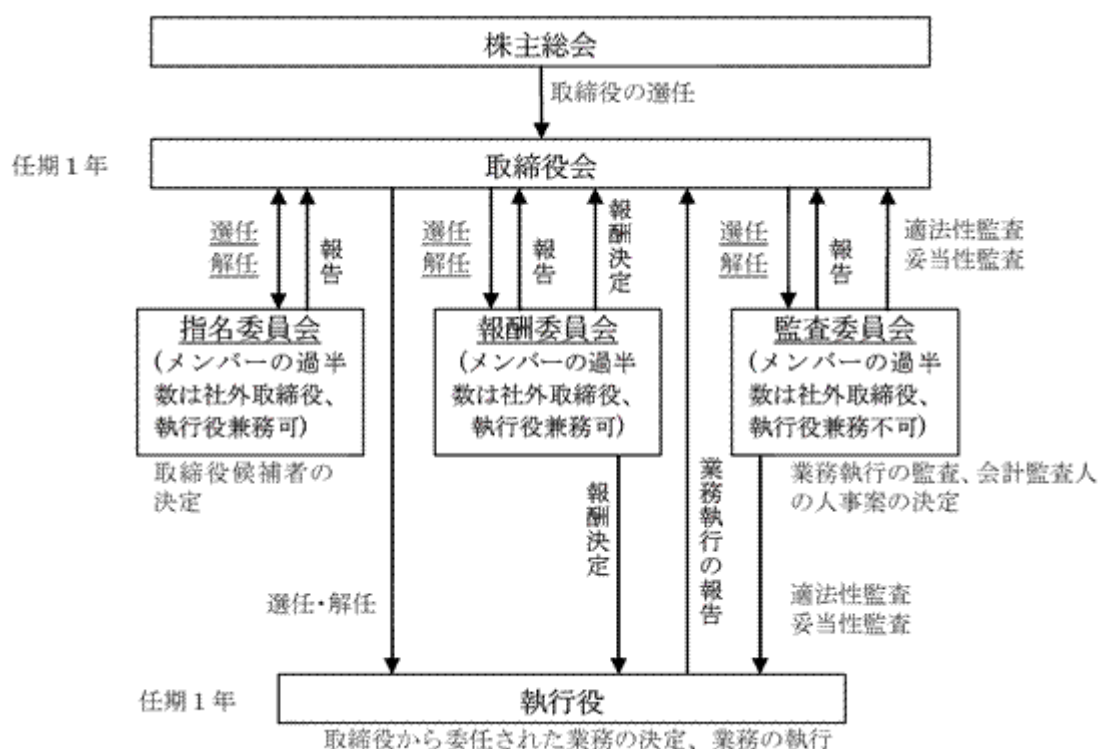 株主総会
取締役の選任
任期１年
取締役会
選任
解任
報告
選任
解任
報告
報酬決定
選任
解任
報告
適法性監査
妥当性監査
指名委員会
(メンバーの過半
数は社外取締役、
執行役兼務可)
報酬委員会
(メンバーの過半
数は社外取締役、
執行役兼務可)
監査委員会
(メンバーの過半
数は社外取締役、
執行役兼務不可)
取締役候補者の
決定
業務執行の監査、会計監査人
の人事案の決定
選任・解任
報酬決定
業務執行の報告
適法性監査
妥当性監査
任期１年
執行役
取締役から委任された業務の決定、業務の執行